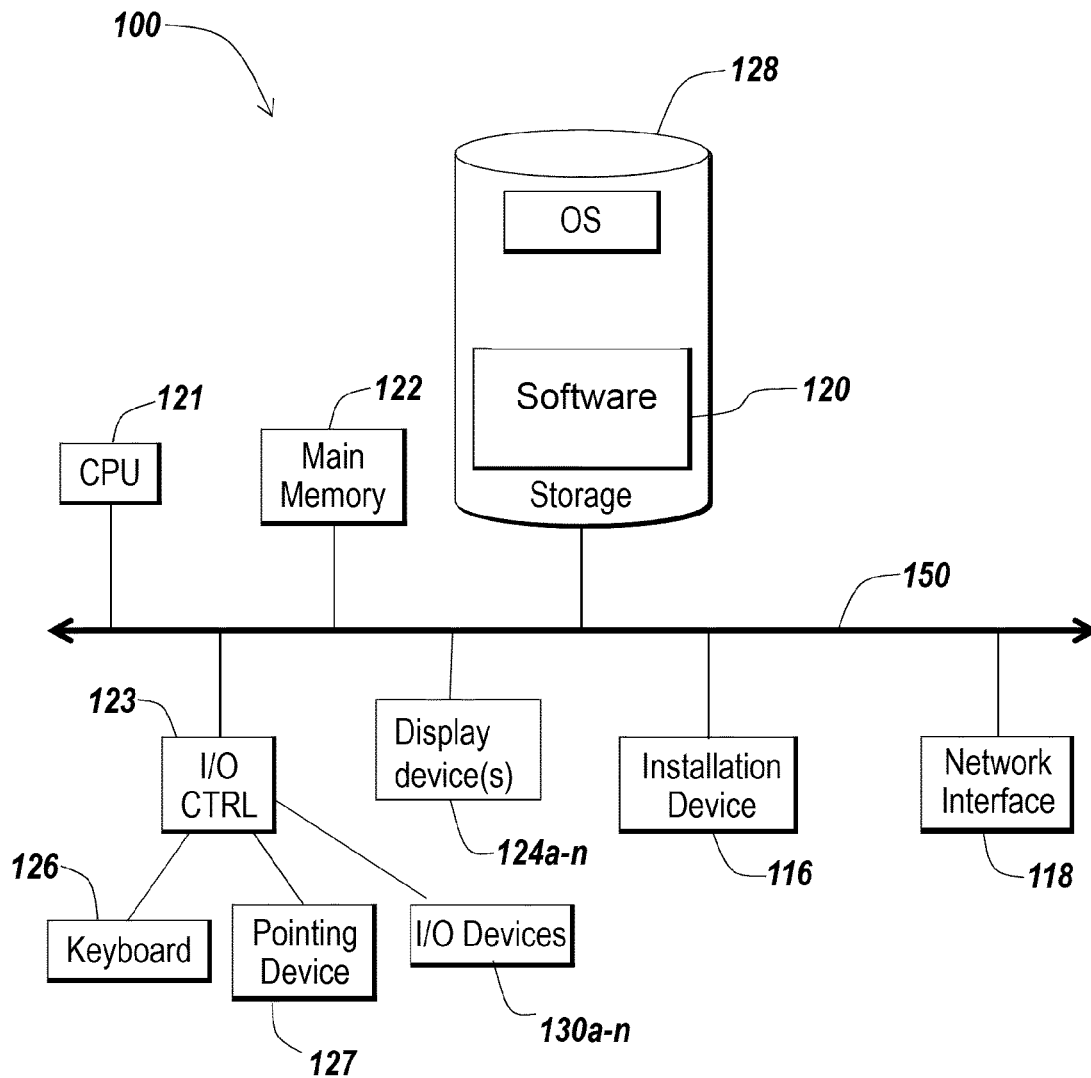 100
128
OS
Software
120
Storage
121
CPU
122
Main
Memory
150
123
I/O
CTRL
Display
device(s)
124a-n
Installation
Device
116
Network
Interface
118
126
Keyboard
Pointing
Device
127
I/O Devices
130a-n